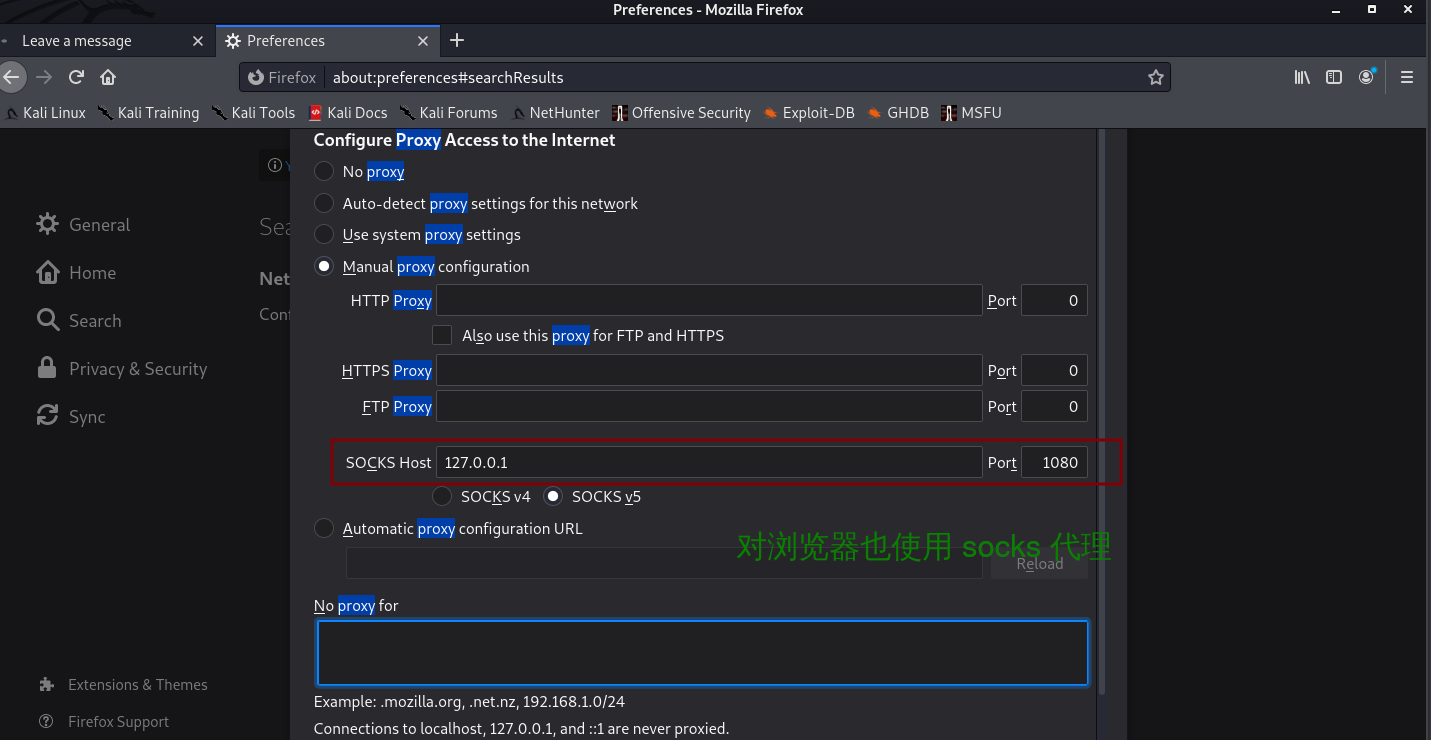 Preferences - Mozilla Firefox
Leave a message
Preferences
Firefox about:preferences#searchResults
Kali Linux Kali Training Kali Tools Kali Docs Kali Forums NetHunter Offensive Security Exploit-DB GHDB MSFU
Configure Proxy Access to the Internet
No proxy
Auto-detect proxy settings for this network
General
Sea
Use system proxy settings
Manual proxy configuration
Home
Net
HTTP Proxy Port 0
Search
Conf
Also use this proxy for FTP and HTTPS
Privacy & Security
HTTPS Proxy Port 0
FTP Proxy Port 0
Sync
SOCKS Host 127.0.0.1 Port 1080
SOCKS v4 SOCKS v5
Automatic proxy configuration URL
对浏览器也使用 socks 代理
Reload
No proxy for
Extensions & Themes
Example: .mozilla.org, .net.nz, 192.168.1.0/24
Firefox Support
Connections to localhost, 127.0.0.1, and ::1 are never proxied.